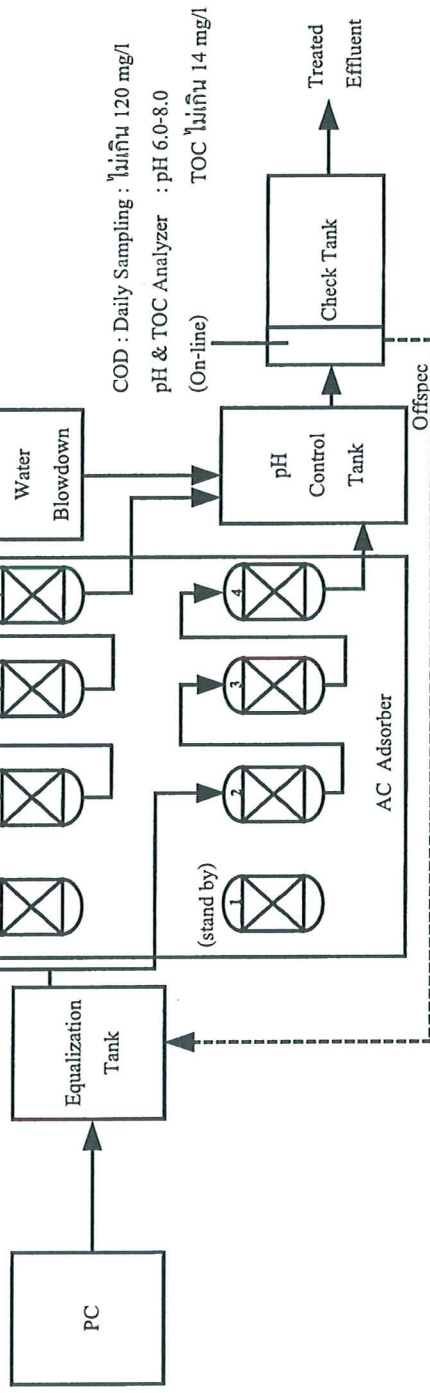 PC
Equalization
Tank
(stand by)
1
2
3
4
AC Adsorber
Water
Blowdown
pH
Control
Tank
Offspec
Check Tank
COD : Daily Sampling : ไม่เกิน 120 mg/l
pH & TOC Analyzer : pH 6.0-8.0
(On-line) TOC ไม่เกิน 14 mg/l
Treated
Effluent